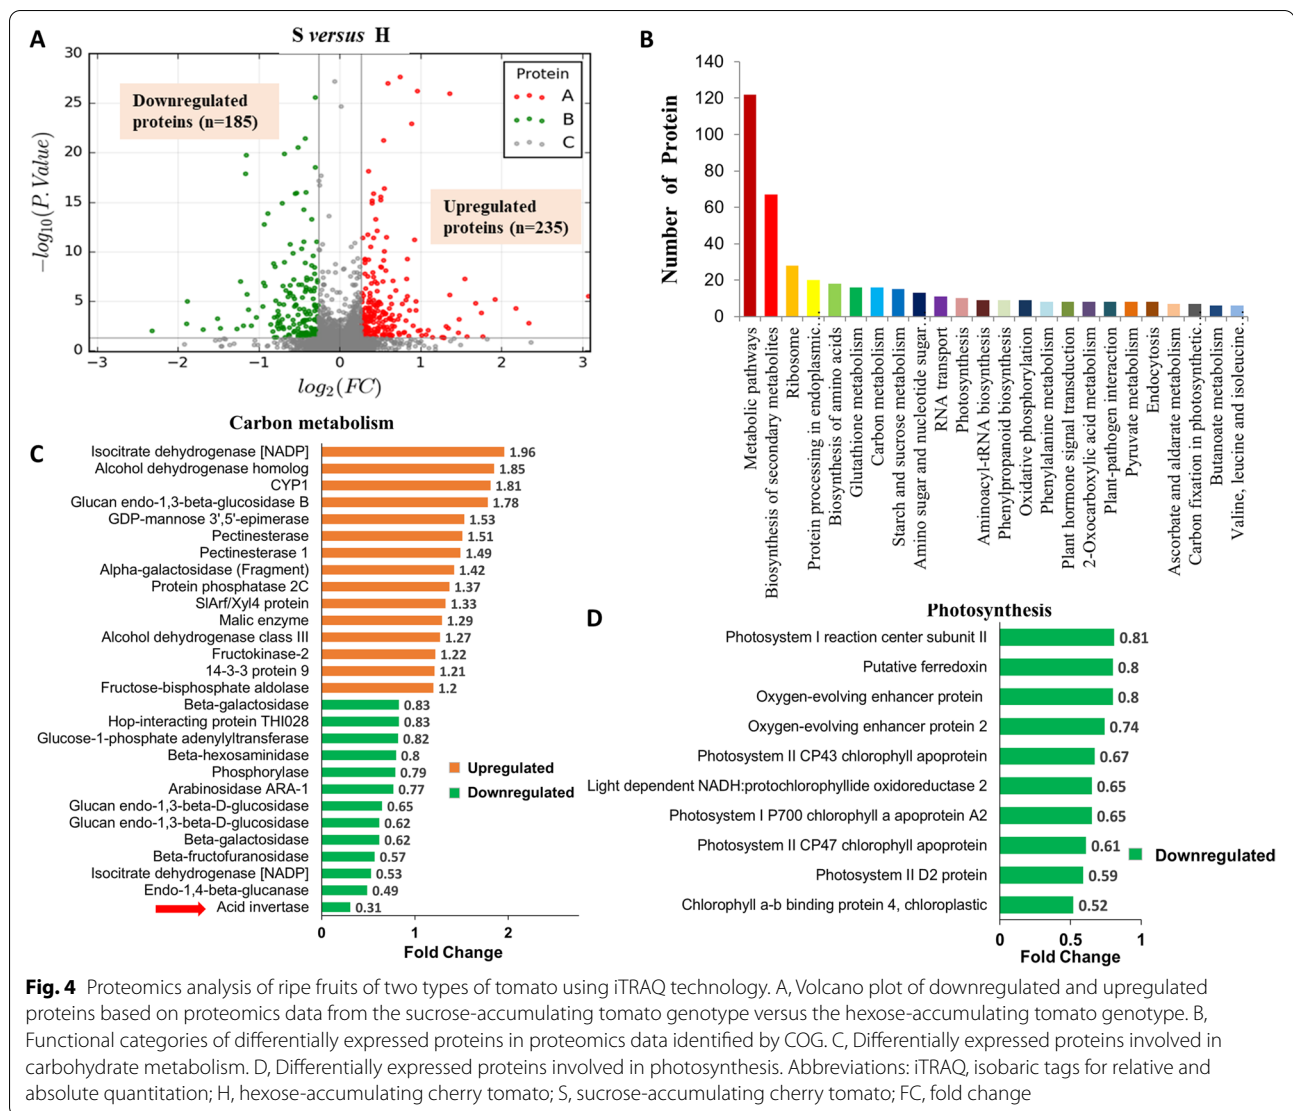 A
S versus H
30
25
20
15
10
5
0
−log10(P.Value)
−3
−2
−1
0
1
2
3
log2(FC)
Downregulated
proteins (n=185)
Upregulated
proteins (n=235)
Protein
A
B
C
B
140
120
100
80
60
40
20
0
Number of Protein
Metabolic pathways
Biosynthesis of secondary metabolites
Ribosome
Protein processing in endoplasmic…
Biosynthesis of amino acids
Glutathione metabolism
Carbon metabolism
Starch and sucrose metabolism
Amino sugar and nucleotide sugar…
RNA transport
Photosynthesis
Aminoacyl-tRNA biosynthesis
Phenylpropanoid biosynthesis
Oxidative phosphorylation
Phenylalanine metabolism
Plant hormone signal transduction
2-Oxocarboxylic acid metabolism
Plant-pathogen interaction
Pyruvate metabolism
Endocytosis
Ascorbate and aldarate metabolism
Carbon fixation in photosynthetic…
Butanoate metabolism
Valine, leucine and isoleucine…
Carbon metabolism
C
Isocitrate dehydrogenase [NADP] 1.96
Alcohol dehydrogenase homolog 1.85
CYP1 1.81
Glucan endo-1,3-beta-glucosidase B 1.78
GDP-mannose 3',5'-epimerase 1.53
Pectinesterase 1.51
Pectinesterase 1 1.49
Alpha-galactosidase (Fragment) 1.42
Protein phosphatase 2C 1.37
SlArf/Xyl4 protein 1.33
Malic enzyme 1.29
Alcohol dehydrogenase class III 1.27
Fructokinase-2 1.22
14-3-3 protein 9 1.21
Fructose-bisphosphate aldolase 1.2
Beta-galactosidase 0.83
Hop-interacting protein THI028 0.83
Glucose-1-phosphate adenylyltransferase 0.82
Beta-hexosaminidase 0.8
Phosphorylase 0.79
Arabinosidase ARA-1 0.77
Glucan endo-1,3-beta-D-glucosidase 0.65
Glucan endo-1,3-beta-D-glucosidase 0.62
Beta-galactosidase 0.62
Beta-fructofuranosidase 0.57
Isocitrate dehydrogenase [NADP] 0.53
Endo-1,4-beta-glucanase 0.49
Acid invertase 0.31
Upregulated
Downregulated
0 1 2
Fold Change
D
Photosynthesis
Photosystem I reaction center subunit II 0.81
Putative ferredoxin 0.8
Oxygen-evolving enhancer protein 0.8
Oxygen-evolving enhancer protein 2 0.74
Photosystem II CP43 chlorophyll apoprotein 0.67
Light dependent NADH:protochlorophyllide oxidoreductase 2 0.65
Photosystem I P700 chlorophyll a apoprotein A2 0.65
Photosystem II CP47 chlorophyll apoprotein 0.61
Photosystem II D2 protein 0.59
Chlorophyll a-b binding protein 4, chloroplastic 0.52
Downregulated
0 0.5 1
Fold Change
Fig. 4 Proteomics analysis of ripe fruits of two types of tomato using iTRAQ technology. A, Volcano plot of downregulated and upregulated
proteins based on proteomics data from the sucrose-accumulating tomato genotype versus the hexose-accumulating tomato genotype. B,
Functional categories of differentially expressed proteins in proteomics data identified by COG. C, Differentially expressed proteins involved in
carbohydrate metabolism. D, Differentially expressed proteins involved in photosynthesis. Abbreviations: iTRAQ, isobaric tags for relative and
absolute quantitation; H, hexose-accumulating cherry tomato; S, sucrose-accumulating cherry tomato; FC, fold change